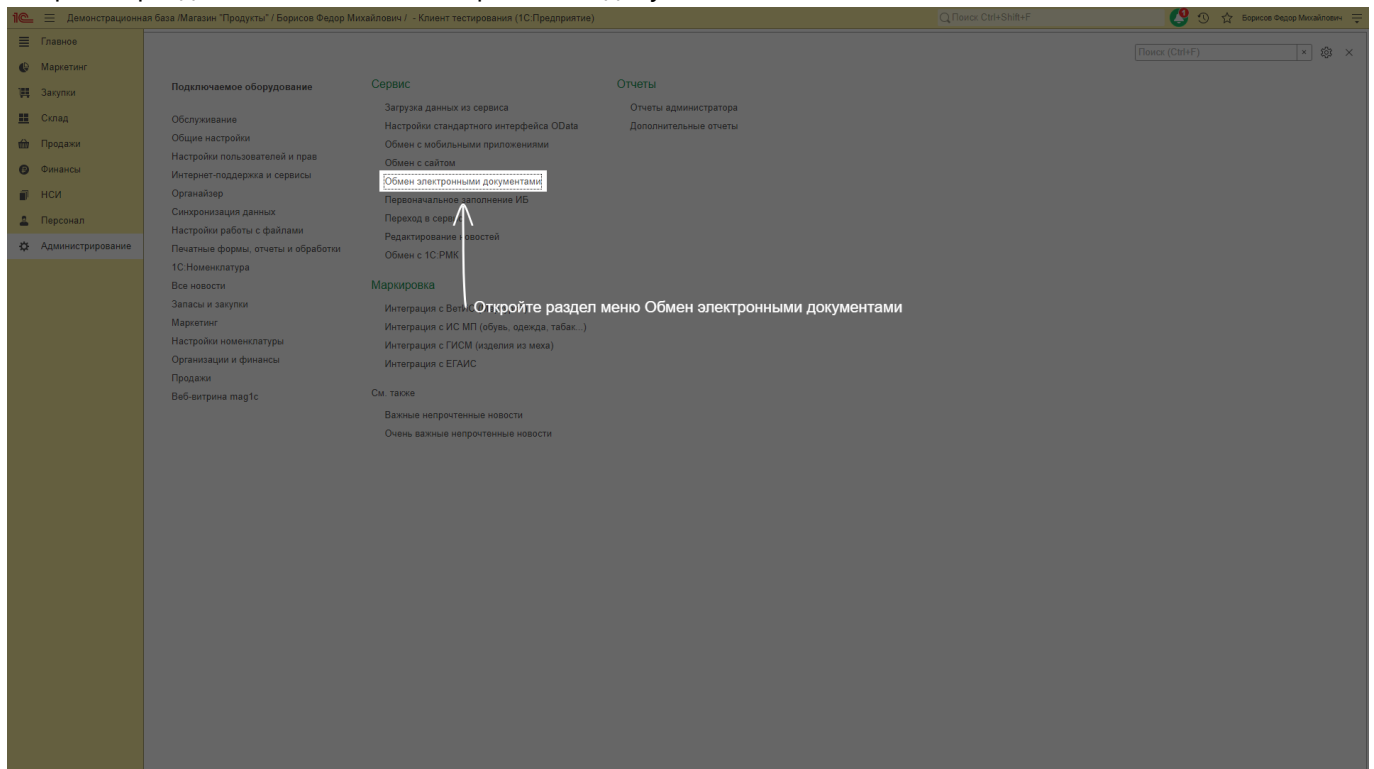 1С
Демонстрационная база /Магазин "Продукты" / Борисов Федор Михайлович / - Клиент тестирования (1С:Предприятие)
Поиск Ctrl+Shift+F
Борисов Федор Михайлович
Главное
Маркетинг
Закупки
Склад
Продажи
Финансы
НСИ
Персонал
Администрирование
Поиск (Ctrl+F)
Подключаемое оборудование
Обслуживание
Общие настройки
Настройки пользователей и прав
Интернет-поддержка и сервисы
Органайзер
Синхронизация данных
Настройки работы с файлами
Печатные формы, отчеты и обработки
1С:Номенклатура
Все новости
Запасы и закупки
Маркетинг
Настройки номенклатуры
Организации и финансы
Продажи
Веб-витрина mag1c
Сервис
Загрузка данных из сервиса
Настройки стандартного интерфейса OData
Обмен с мобильными приложениями
Обмен с сайтом
Обмен электронными документами
Первоначальное заполнение ИБ
Переход в
Редактирование новостей
Обмен с 1С:РМК
Маркировка
Интеграция с
Интеграция с ИС МП (обувь, одежда, табак...)
Интеграция с ГИСМ (изделия из меха)
Интеграция с ЕГАИС
См. также
Важные непрочтенные новости
Очень важные непрочтенные новости
Отчеты
Отчеты администратора
Дополнительные отчеты
Откройте раздел меню Обмен электронными документами